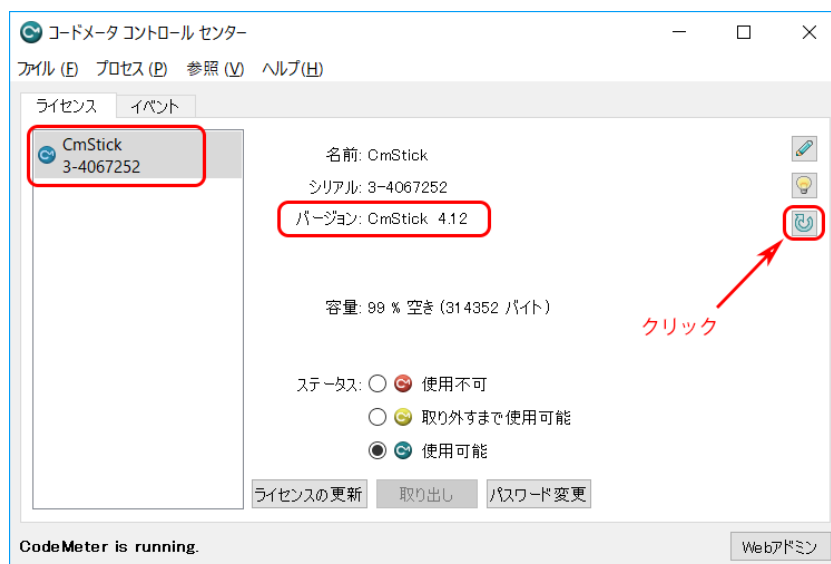 コードメータ コントロール センター
ファイル (F) プロセス (P) 参照 (V) ヘルプ(H)
ライセンス イベント
CmStick
3-4067252
名前: CmStick
シリアル: 3-4067252
バージョン: CmStick 4.12
容量: 99 % 空き (314352 バイト)
クリック
ステータス: 使用不可
取り外すまで使用可能
使用可能
ライセンスの更新 取り出し パスワード変更
CodeMeter is running. Webアドミン